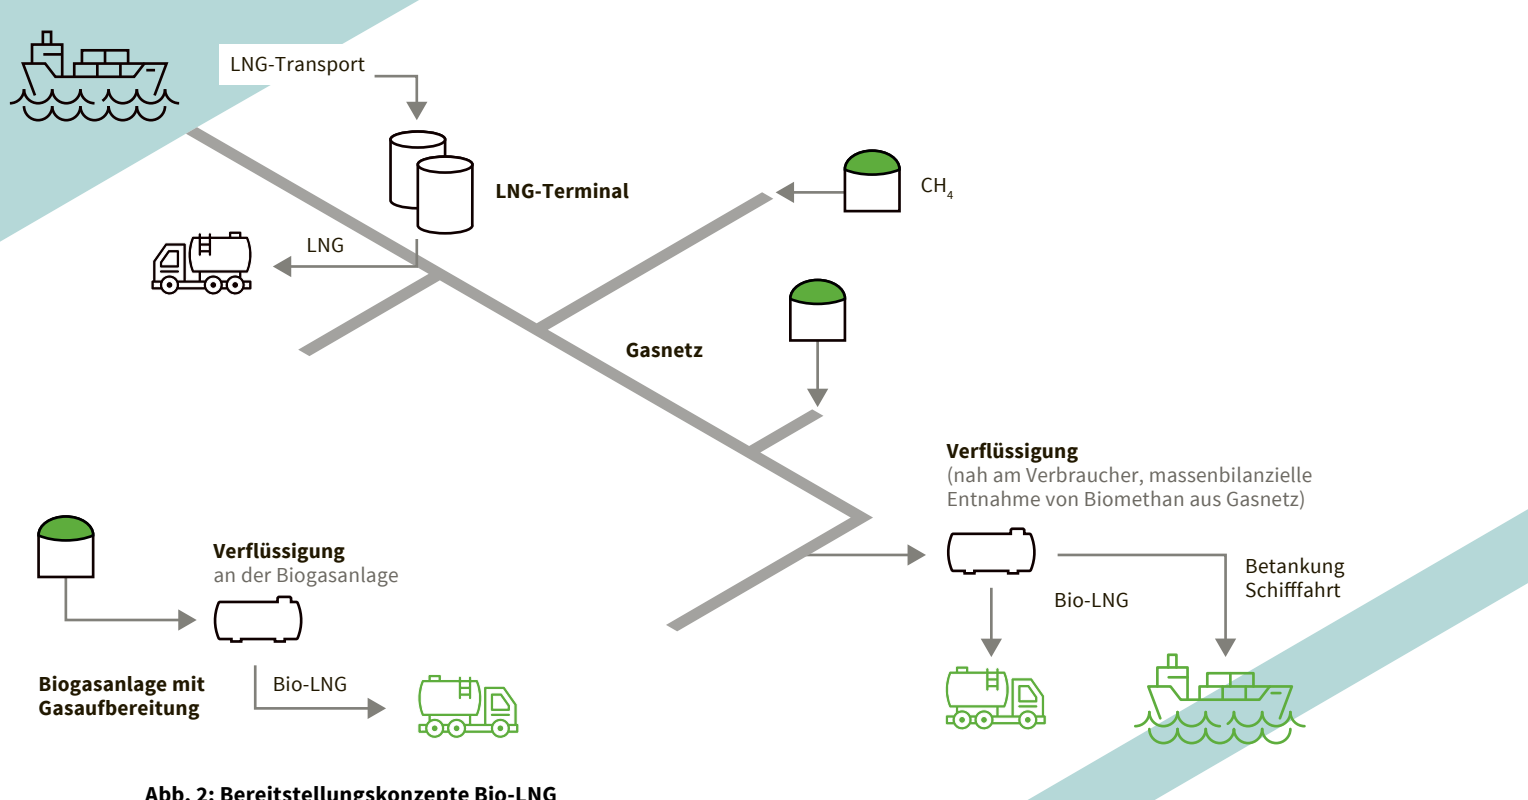 LNG-Transport
LNG-Terminal
CH₄
LNG
Gasnetz
Verflüssigung
(nah am Verbraucher, massenbilanzielle
Entnahme von Biomethan aus Gasnetz)
Verflüssigung
an der Biogasanlage
Betankung
Schifffahrt
Bio-LNG
Biogasanlage mit
Gasaufbereitung
Bio-LNG
Abb. 2: Bereitstellungskonzepte Bio-LNG